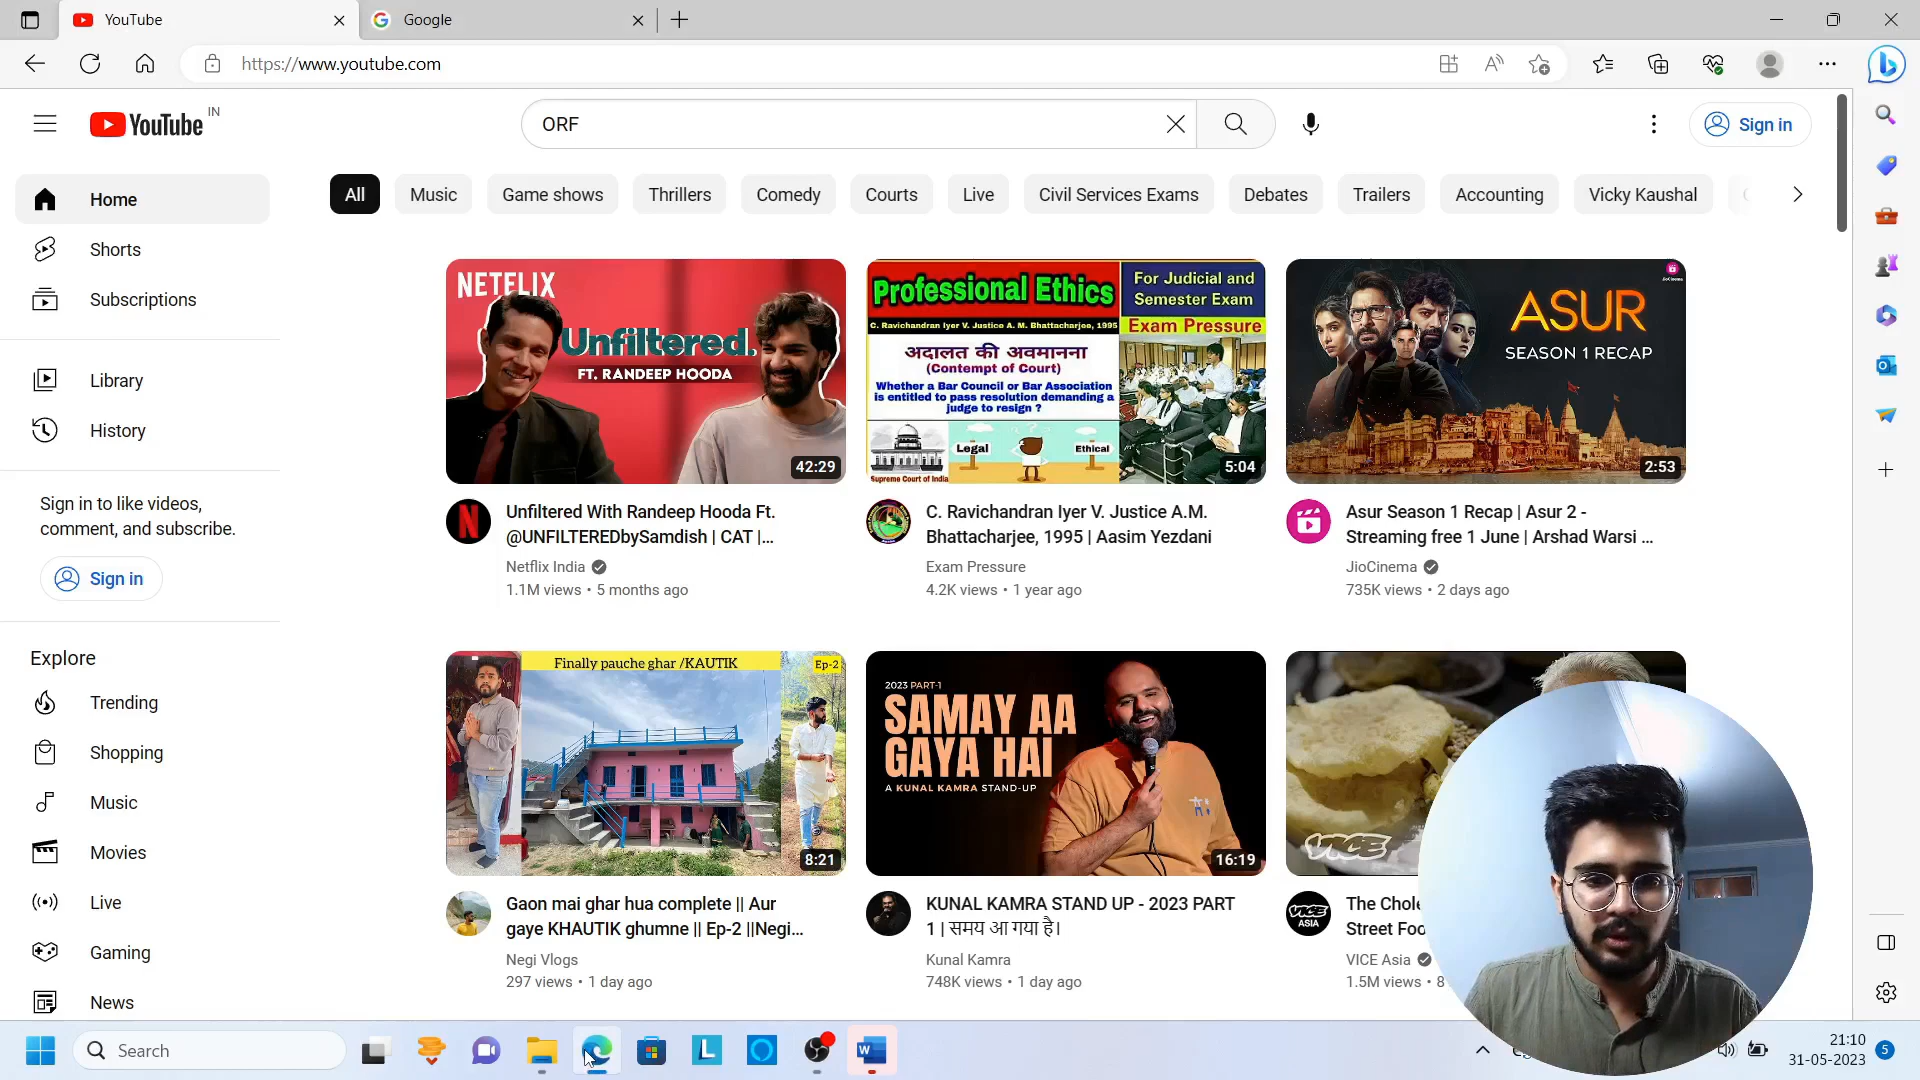 YouTube
Google
https://www.youtube.com
YouTube IN
ORF
Sign in
Home
Shorts
Subscriptions
Library
History
Sign in to like videos,
comment, and subscribe.
Sign in
Explore
Trending
Shopping
Music
Movies
Live
Gaming
News
All
Music
Game shows
Thrillers
Comedy
Courts
Live
Civil Services Exams
Debates
Trailers
Accounting
Vicky Kaushal
NETFLIX
Unfiltered.
FT. RANDEEP HOODA
42:29
Unfiltered With Randeep Hooda Ft.
@UNFILTEREDbySamdish | CAT |...
Netflix India
1.1M views • 5 months ago
Professional Ethics
For Judicial and
Semester Exam
C. Ravichandran Iyer V. Justice A. M. Bhattacharjee, 1995
Exam Pressure
अदालत की अवमानना
(Contempt of Court)
Whether a Bar Council or Bar Association
is entitled to pass resolution demanding a
judge to resign ?
Legal
Ethical
Supreme Court of India
5:04
C. Ravichandran Iyer V. Justice A.M.
Bhattacharjee, 1995 | Aasim Yezdani
Exam Pressure
4.2K views • 1 year ago
JioCinema
ASUR
SEASON 1 RECAP
2:53
Asur Season 1 Recap | Asur 2 -
Streaming free 1 June | Arshad Warsi ...
JioCinema
735K views • 2 days ago
Finally pauche ghar /KAUTIK
Ep-2
8:21
Gaon mai ghar hua complete || Aur
gaye KHAUTIK ghumne || Ep-2 ||Negi...
Negi Vlogs
297 views • 1 day ago
2023 PART-1
SAMAY AA
GAYA HAI
A KUNAL KAMRA STAND-UP
16:19
KUNAL KAMRA STAND UP - 2023 PART
1 | समय आ गया है।
Kunal Kamra
748K views • 1 day ago
VICE
VICE
ASIA
The Chole
Street Foo
VICE Asia
1.5M views • 8
Search
21:10
31-05-2023
5